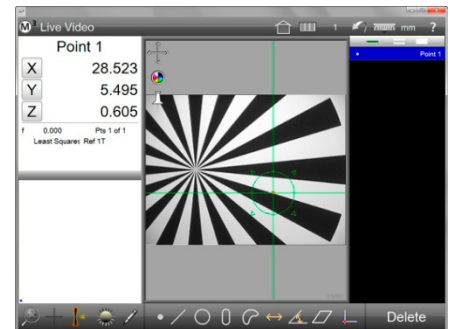 M³ Live Video
1
mm
?
Point 1
X 28.523
Y 5.495
Z 0.605
f 0.000 Pts 1 of 1
Least Squares Ref 1T
Point 1
Delete